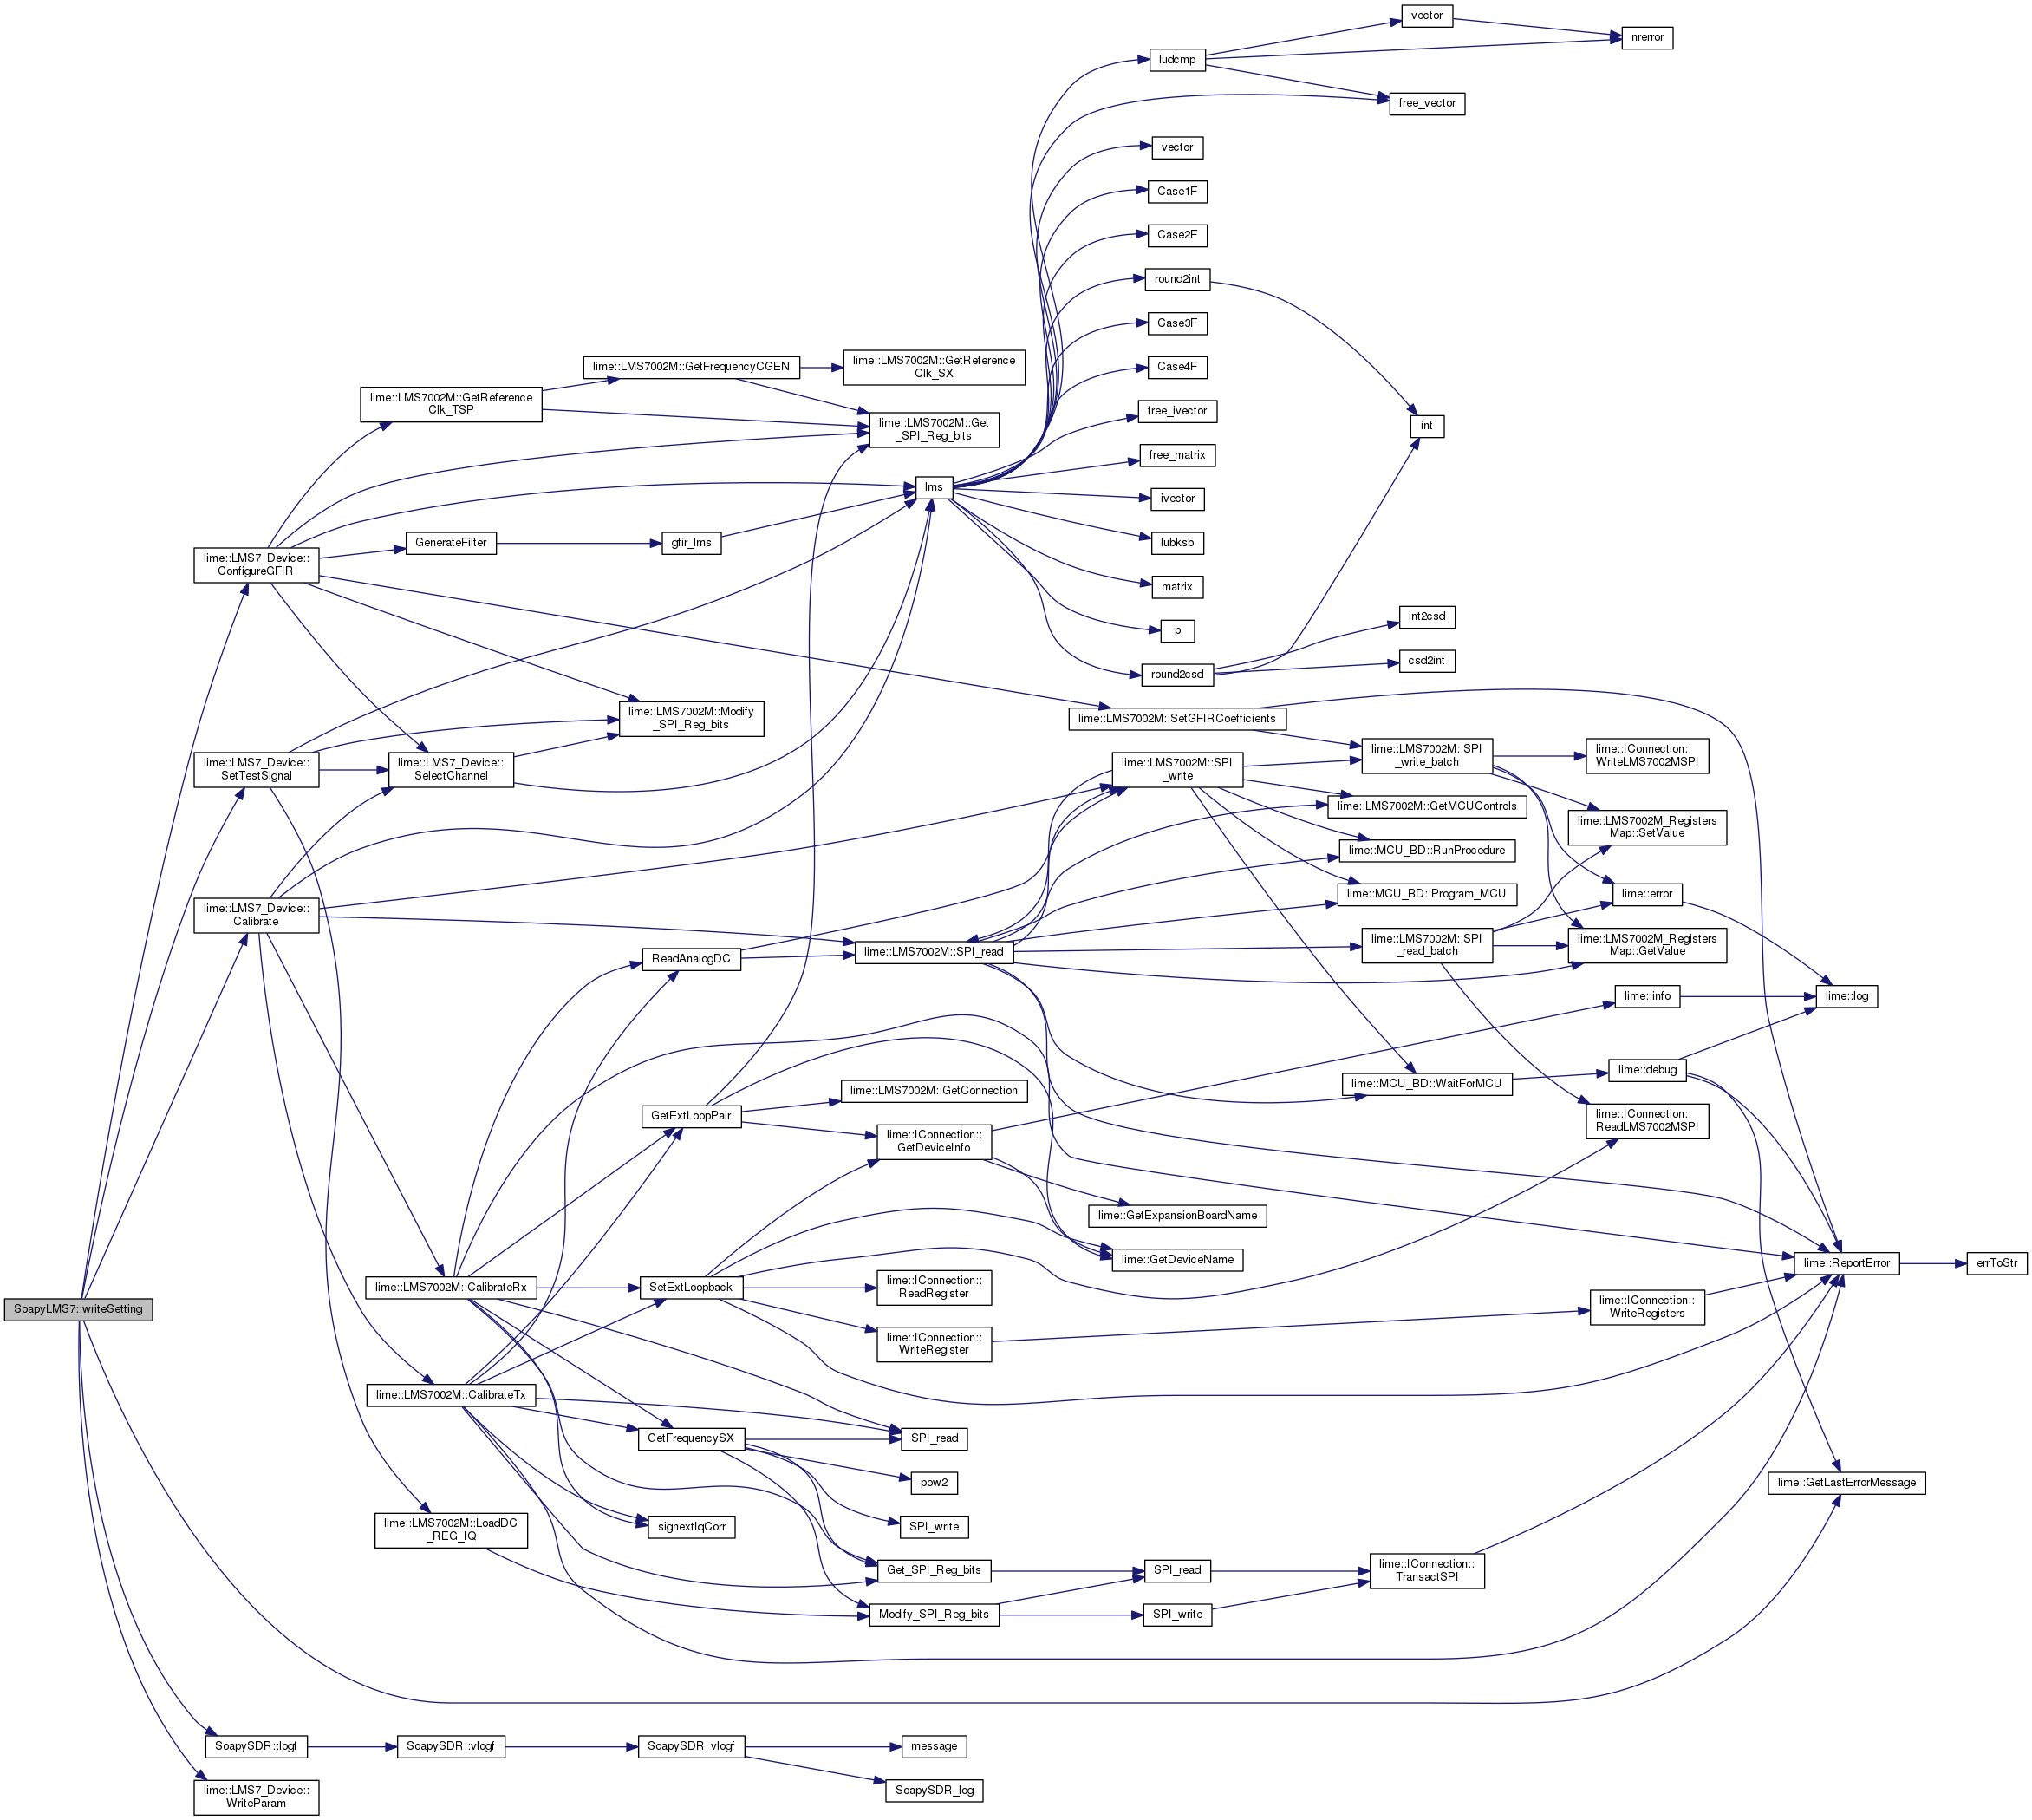 vector
nrerror
ludcmp
free_vector
vector
Case1F
Case2F
round2int
Case3F
lime::LMS7002M::GetFrequencyCGEN
lime::LMS7002M::GetReference
Clk_SX
Case4F
lime::LMS7002M::GetReference
Clk_TSP
free_ivector
lime::LMS7002M::Get
_SPI_Reg_bits
int
free_matrix
lms
ivector
GenerateFilter
gfir_lms
lubksb
lime::LMS7_Device::
ConfigureGFIR
matrix
int2csd
p
csd2int
round2csd
lime::LMS7002M::Modify
_SPI_Reg_bits
lime::LMS7002M::SetGFIRCoefficients
lime::LMS7_Device::
SetTestSignal
lime::LMS7_Device::
SelectChannel
lime::LMS7002M::SPI
_write
lime::LMS7002M::SPI
_write_batch
lime::IConnection::
WriteLMS7002MSPI
lime::LMS7002M::GetMCUControls
lime::LMS7002M_Registers
Map::SetValue
lime::MCU_BD::RunProcedure
lime::MCU_BD::Program_MCU
lime::error
lime::LMS7_Device::
Calibrate
ReadAnalogDC
lime::LMS7002M::SPI_read
lime::LMS7002M::SPI
_read_batch
lime::LMS7002M_Registers
Map::GetValue
lime::info
lime::log
lime::debug
lime::MCU_BD::WaitForMCU
lime::LMS7002M::GetConnection
GetExtLoopPair
lime::IConnection::
GetDeviceInfo
lime::IConnection::
ReadLMS7002MSPI
lime::GetExpansionBoardName
lime::GetDeviceName
lime::ReportError
errToStr
lime::LMS7002M::CalibrateRx
SetExtLoopback
lime::IConnection::
ReadRegister
SoapyLMS7::writeSetting
lime::IConnection::
WriteRegisters
lime::IConnection::
WriteRegister
lime::LMS7002M::CalibrateTx
GetFrequencySX
SPI_read
pow2
lime::GetLastErrorMessage
lime::LMS7002M::LoadDC
_REG_IQ
signextIqCorr
SPI_write
Get_SPI_Reg_bits
SPI_read
lime::IConnection::
TransactSPI
Modify_SPI_Reg_bits
SPI_write
SoapySDR::logf
SoapySDR::vlogf
SoapySDR_vlogf
message
lime::LMS7_Device::
WriteParam
SoapySDR_log